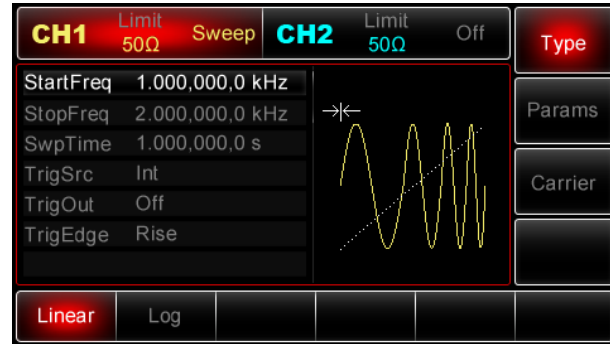 CH1 Limit 50Ω Sweep CH2 Limit 50Ω Off
Type
StartFreq 1.000,000,0 kHz
StopFreq 2.000,000,0 kHz
Params
SwpTime 1.000,000,0 s
TrigSrc Int
Carrier
TrigOut Off
TrigEdge Rise
Linear Log